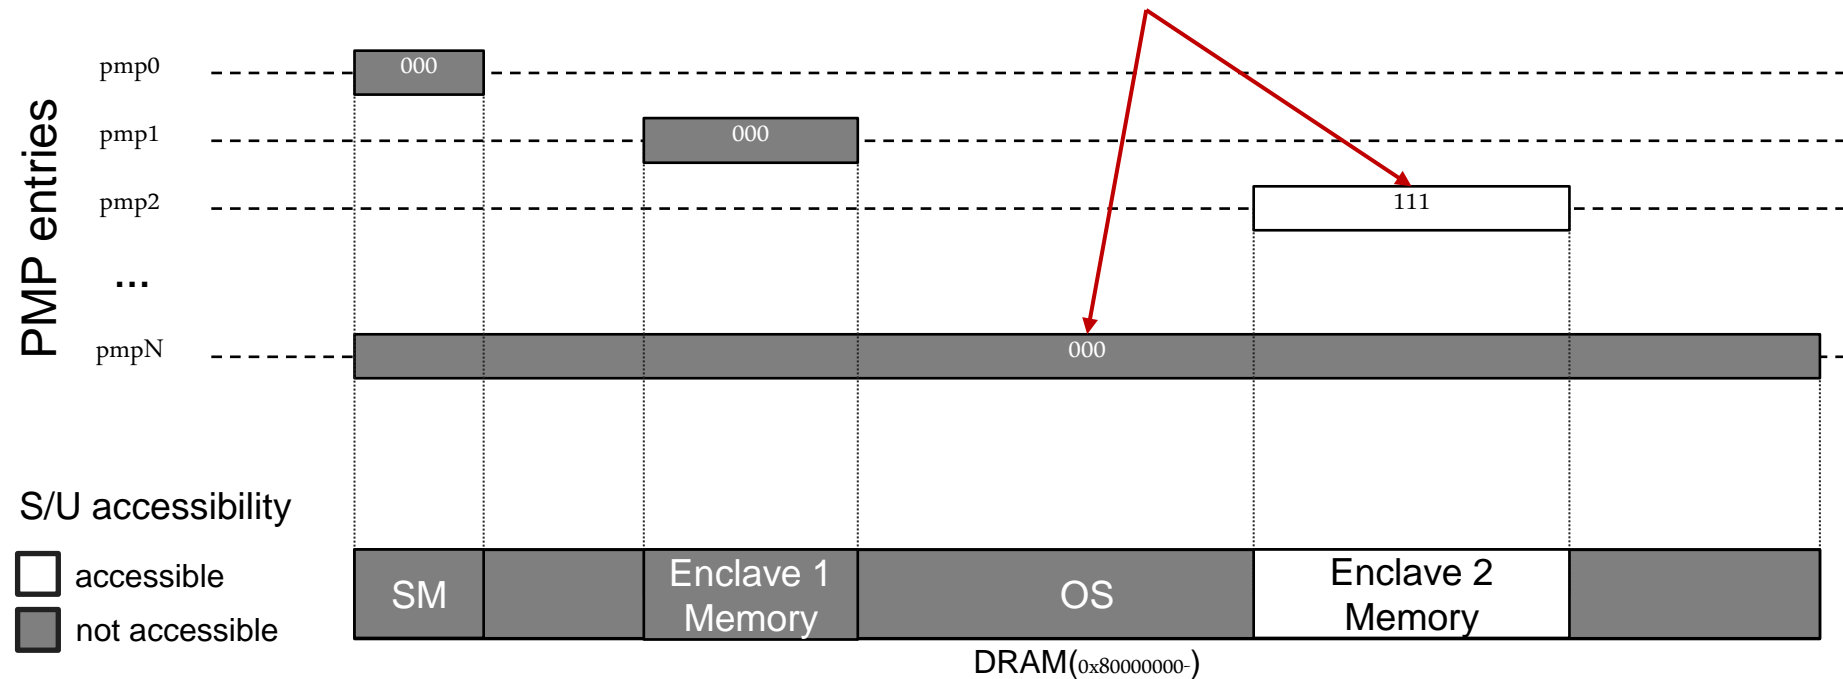 PMP entries
pmp0
000
pmp1
000
pmp2
111
...
pmpN
000
S/U accessibility
accessible
not accessible
SM
Enclave 1
Memory
OS
Enclave 2
Memory
DRAM(0x80000000-)